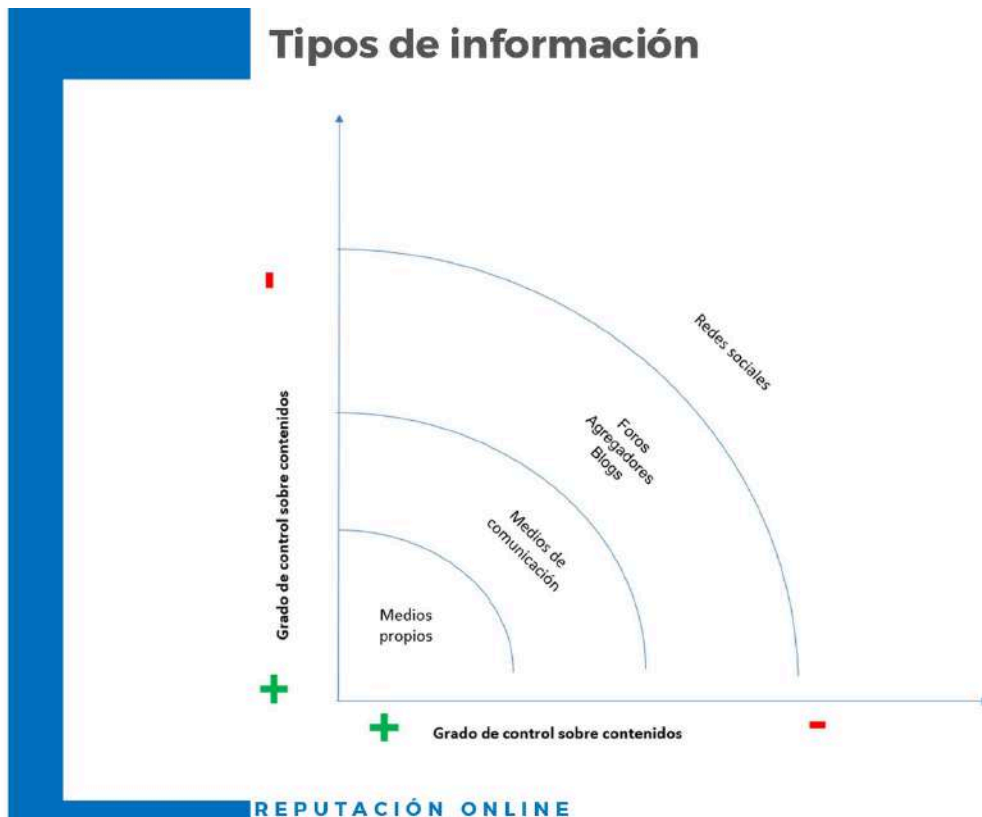 Tipos de información
-
Redes sociales
Foros
Agregadores
Blogs
Medios de
comunicación
Medios
propios
Grado de control sobre contenidos
+
+
Grado de control sobre contenidos
-
REPUTACIÓN ONLINE